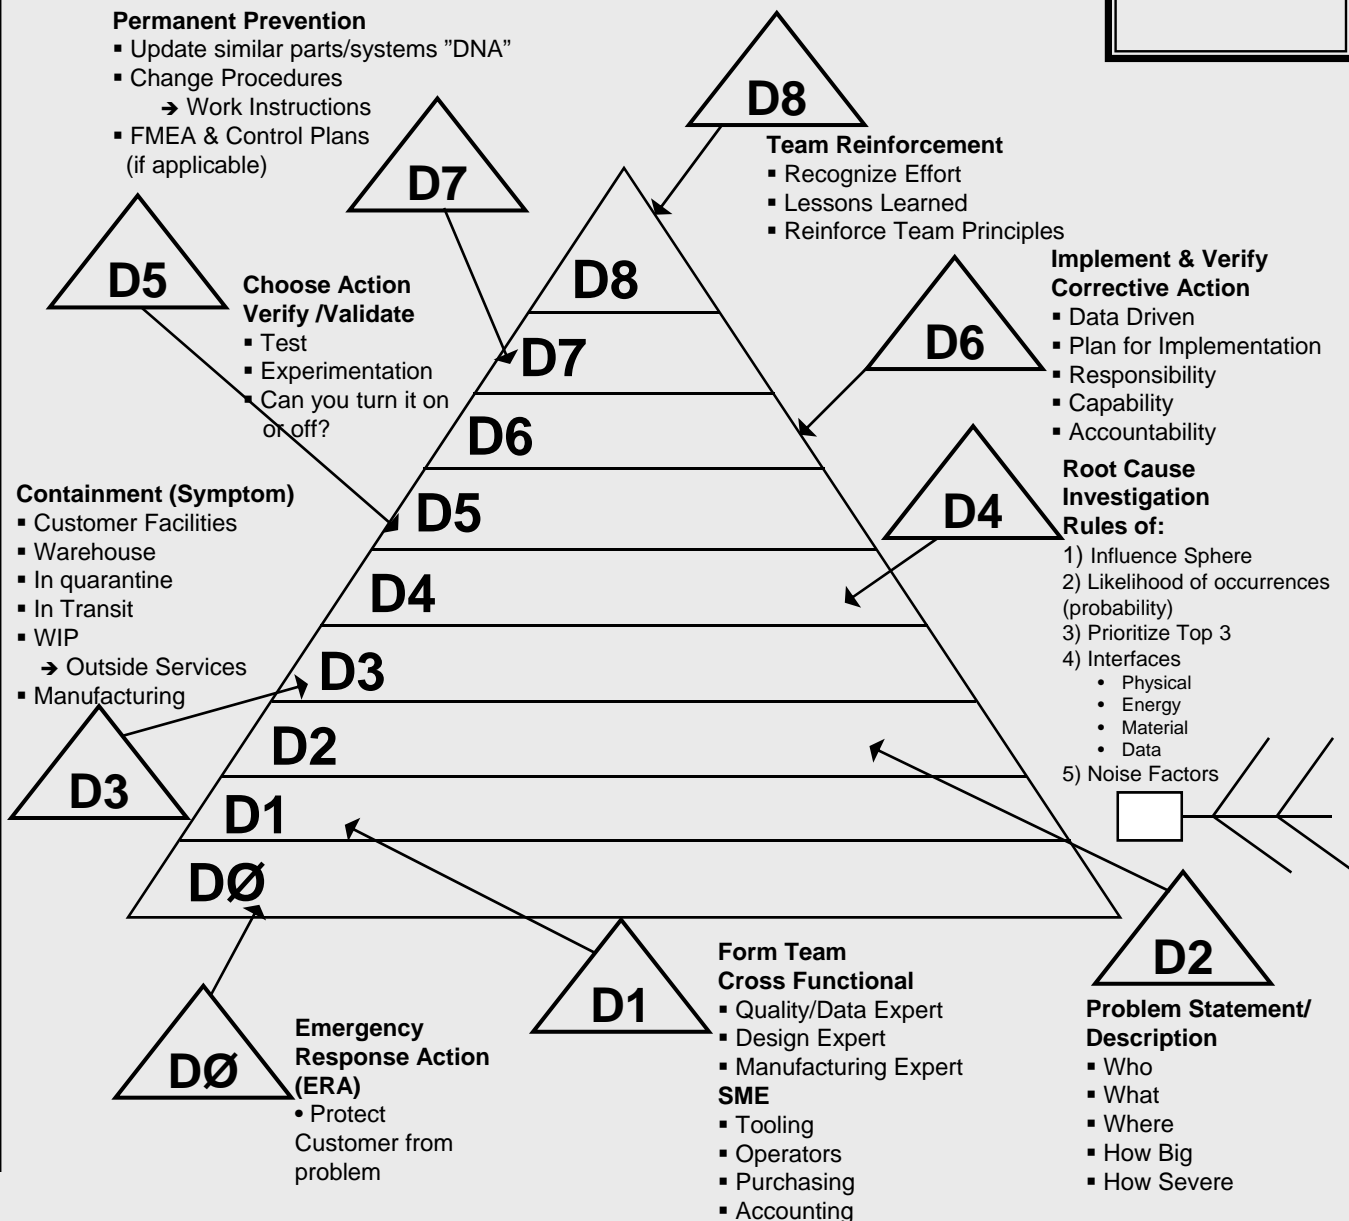 Permanent Prevention
▪ Update similar parts/systems ”DNA”
▪ Change Procedures
➔ Work Instructions
▪ FMEA & Control Plans
(if applicable)
D7
D8
Team Reinforcement
▪ Recognize Effort
▪ Lessons Learned
▪ Reinforce Team Principles
D5
Choose Action
Verify /Validate
▪ Test
▪ Experimentation
▪ Can you turn it on
or off?
D6
Implement & Verify
Corrective Action
▪ Data Driven
▪ Plan for Implementation
▪ Responsibility
▪ Capability
▪ Accountability
D8
D7
D6
D5
D4
D3
D2
D1
DØ
Containment (Symptom)
▪ Customer Facilities
▪ Warehouse
▪ In quarantine
▪ In Transit
▪ WIP
➔ Outside Services
▪ Manufacturing
D3
D4
Root Cause
Investigation
Rules of:
1) Influence Sphere
2) Likelihood of occurrences
(probability)
3) Prioritize Top 3
4) Interfaces
• Physical
• Energy
• Material
• Data
5) Noise Factors
DØ
Emergency
Response Action
(ERA)
• Protect
Customer from
problem
D1
Form Team
Cross Functional
▪ Quality/Data Expert
▪ Design Expert
▪ Manufacturing Expert
SME
▪ Tooling
▪ Operators
▪ Purchasing
▪ Accounting
D2
Problem Statement/
Description
▪ Who
▪ What
▪ Where
▪ How Big
▪ How Severe